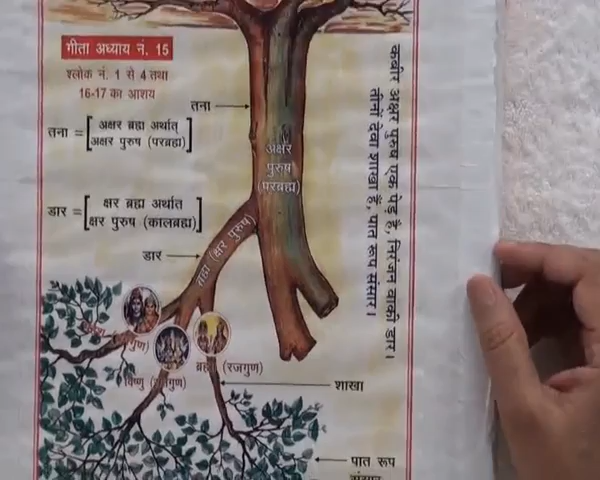 गीता अध्याय नं. 15
श्लोक नं. 1 से 4 तथा
16-17 का आशय
तना
तना = [ अक्षर ब्रह्म अर्थात्
अक्षर पुरुष (परब्रह्म) ]
अक्षर
पुरुष
(परब्रह्म)
डार = [ क्षर ब्रह्म अर्थात
क्षर पुरुष (कालब्रह्म) ]
डार
ब्रह्म (क्षर पुरुष)
कबीर अक्षर पुरुष एक पेड़ है, निरंजन वाकी डार।
तीनों देवा शाखा हैं, पात रूप संसार।
विष्णु
(रजगुण)
शाखा
पात रूप
संसार